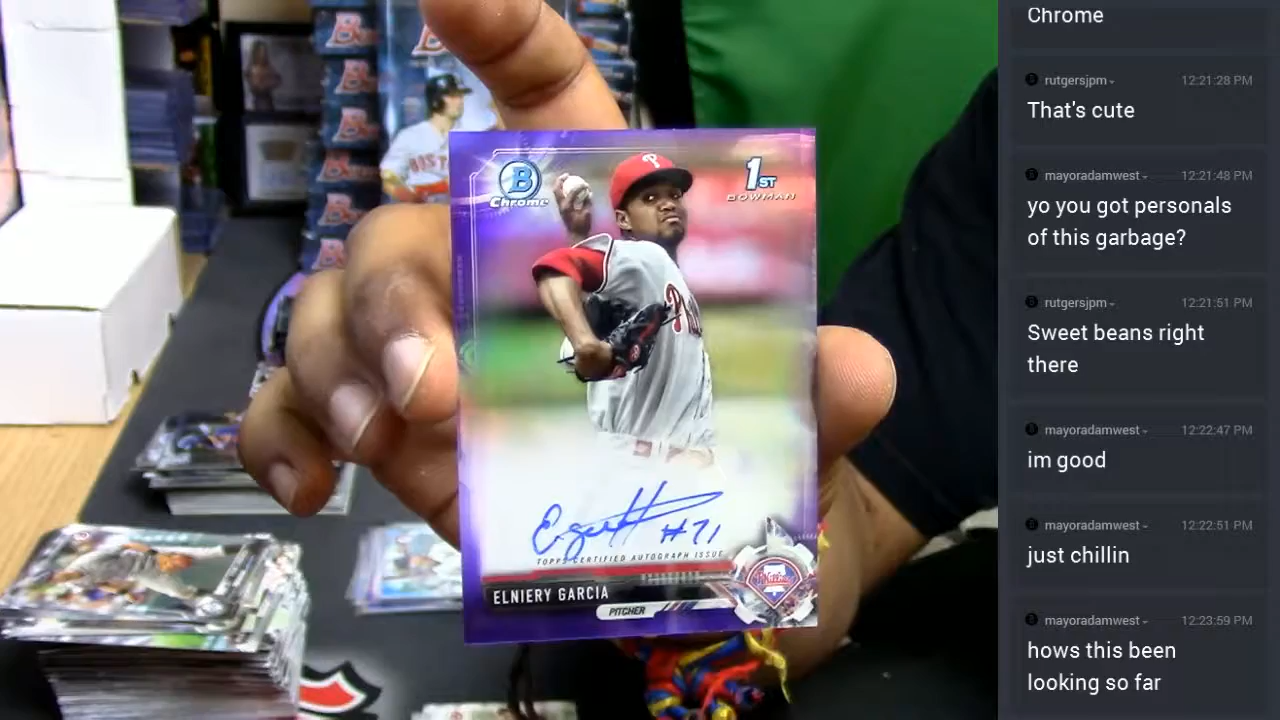 B
Chrome
1ST
BOWMAN
P
Phi
BOST
#71
TOPPS CERTIFIED AUTOGRAPH ISSUE
ELNIERY GARCIA
PITCHER
Phillies
Chrome
rutgersjpm 12:21:28 PM
That's cute
mayoradamwest 12:21:48 PM
yo you got personals
of this garbage?
rutgersjpm 12:21:51 PM
Sweet beans right
there
mayoradamwest 12:22:47 PM
im good
mayoradamwest 12:22:51 PM
just chillin
mayoradamwest 12:23:59 PM
hows this been
looking so far